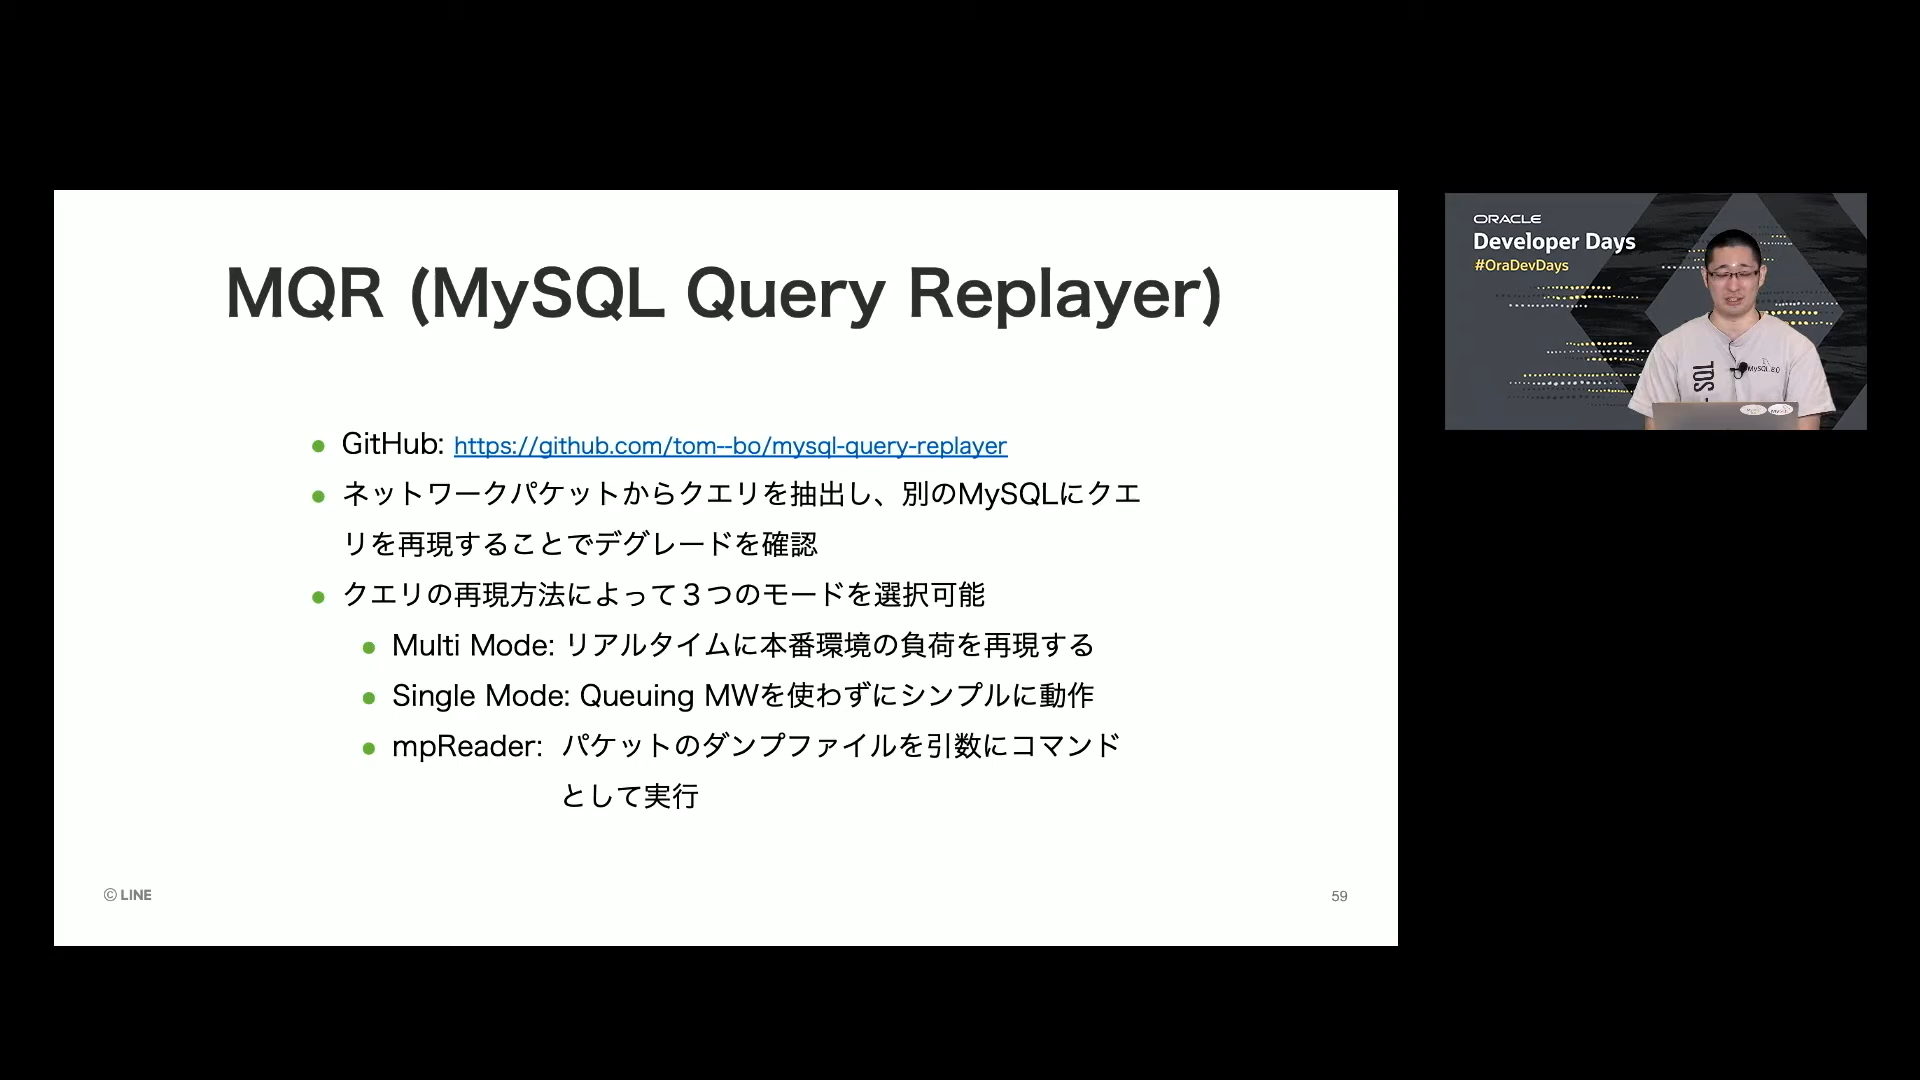 MQR (MySQL Query Replayer)
GitHub: https://github.com/tom--bo/mysql-query-replayer
ネットワークパケットからクエリを抽出し、別のMySQLにクエ
リを再現することでデグレードを確認
クエリの再現方法によって３つのモードを選択可能
Multi Mode: リアルタイムに本番環境の負荷を再現する
Single Mode: Queuing MWを使わずにシンプルに動作
mpReader: パケットのダンプファイルを引数にコマンド
として実行
© LINE
59
ORACLE
Developer Days
#OraDevDays
SQL
MySQL 8.0